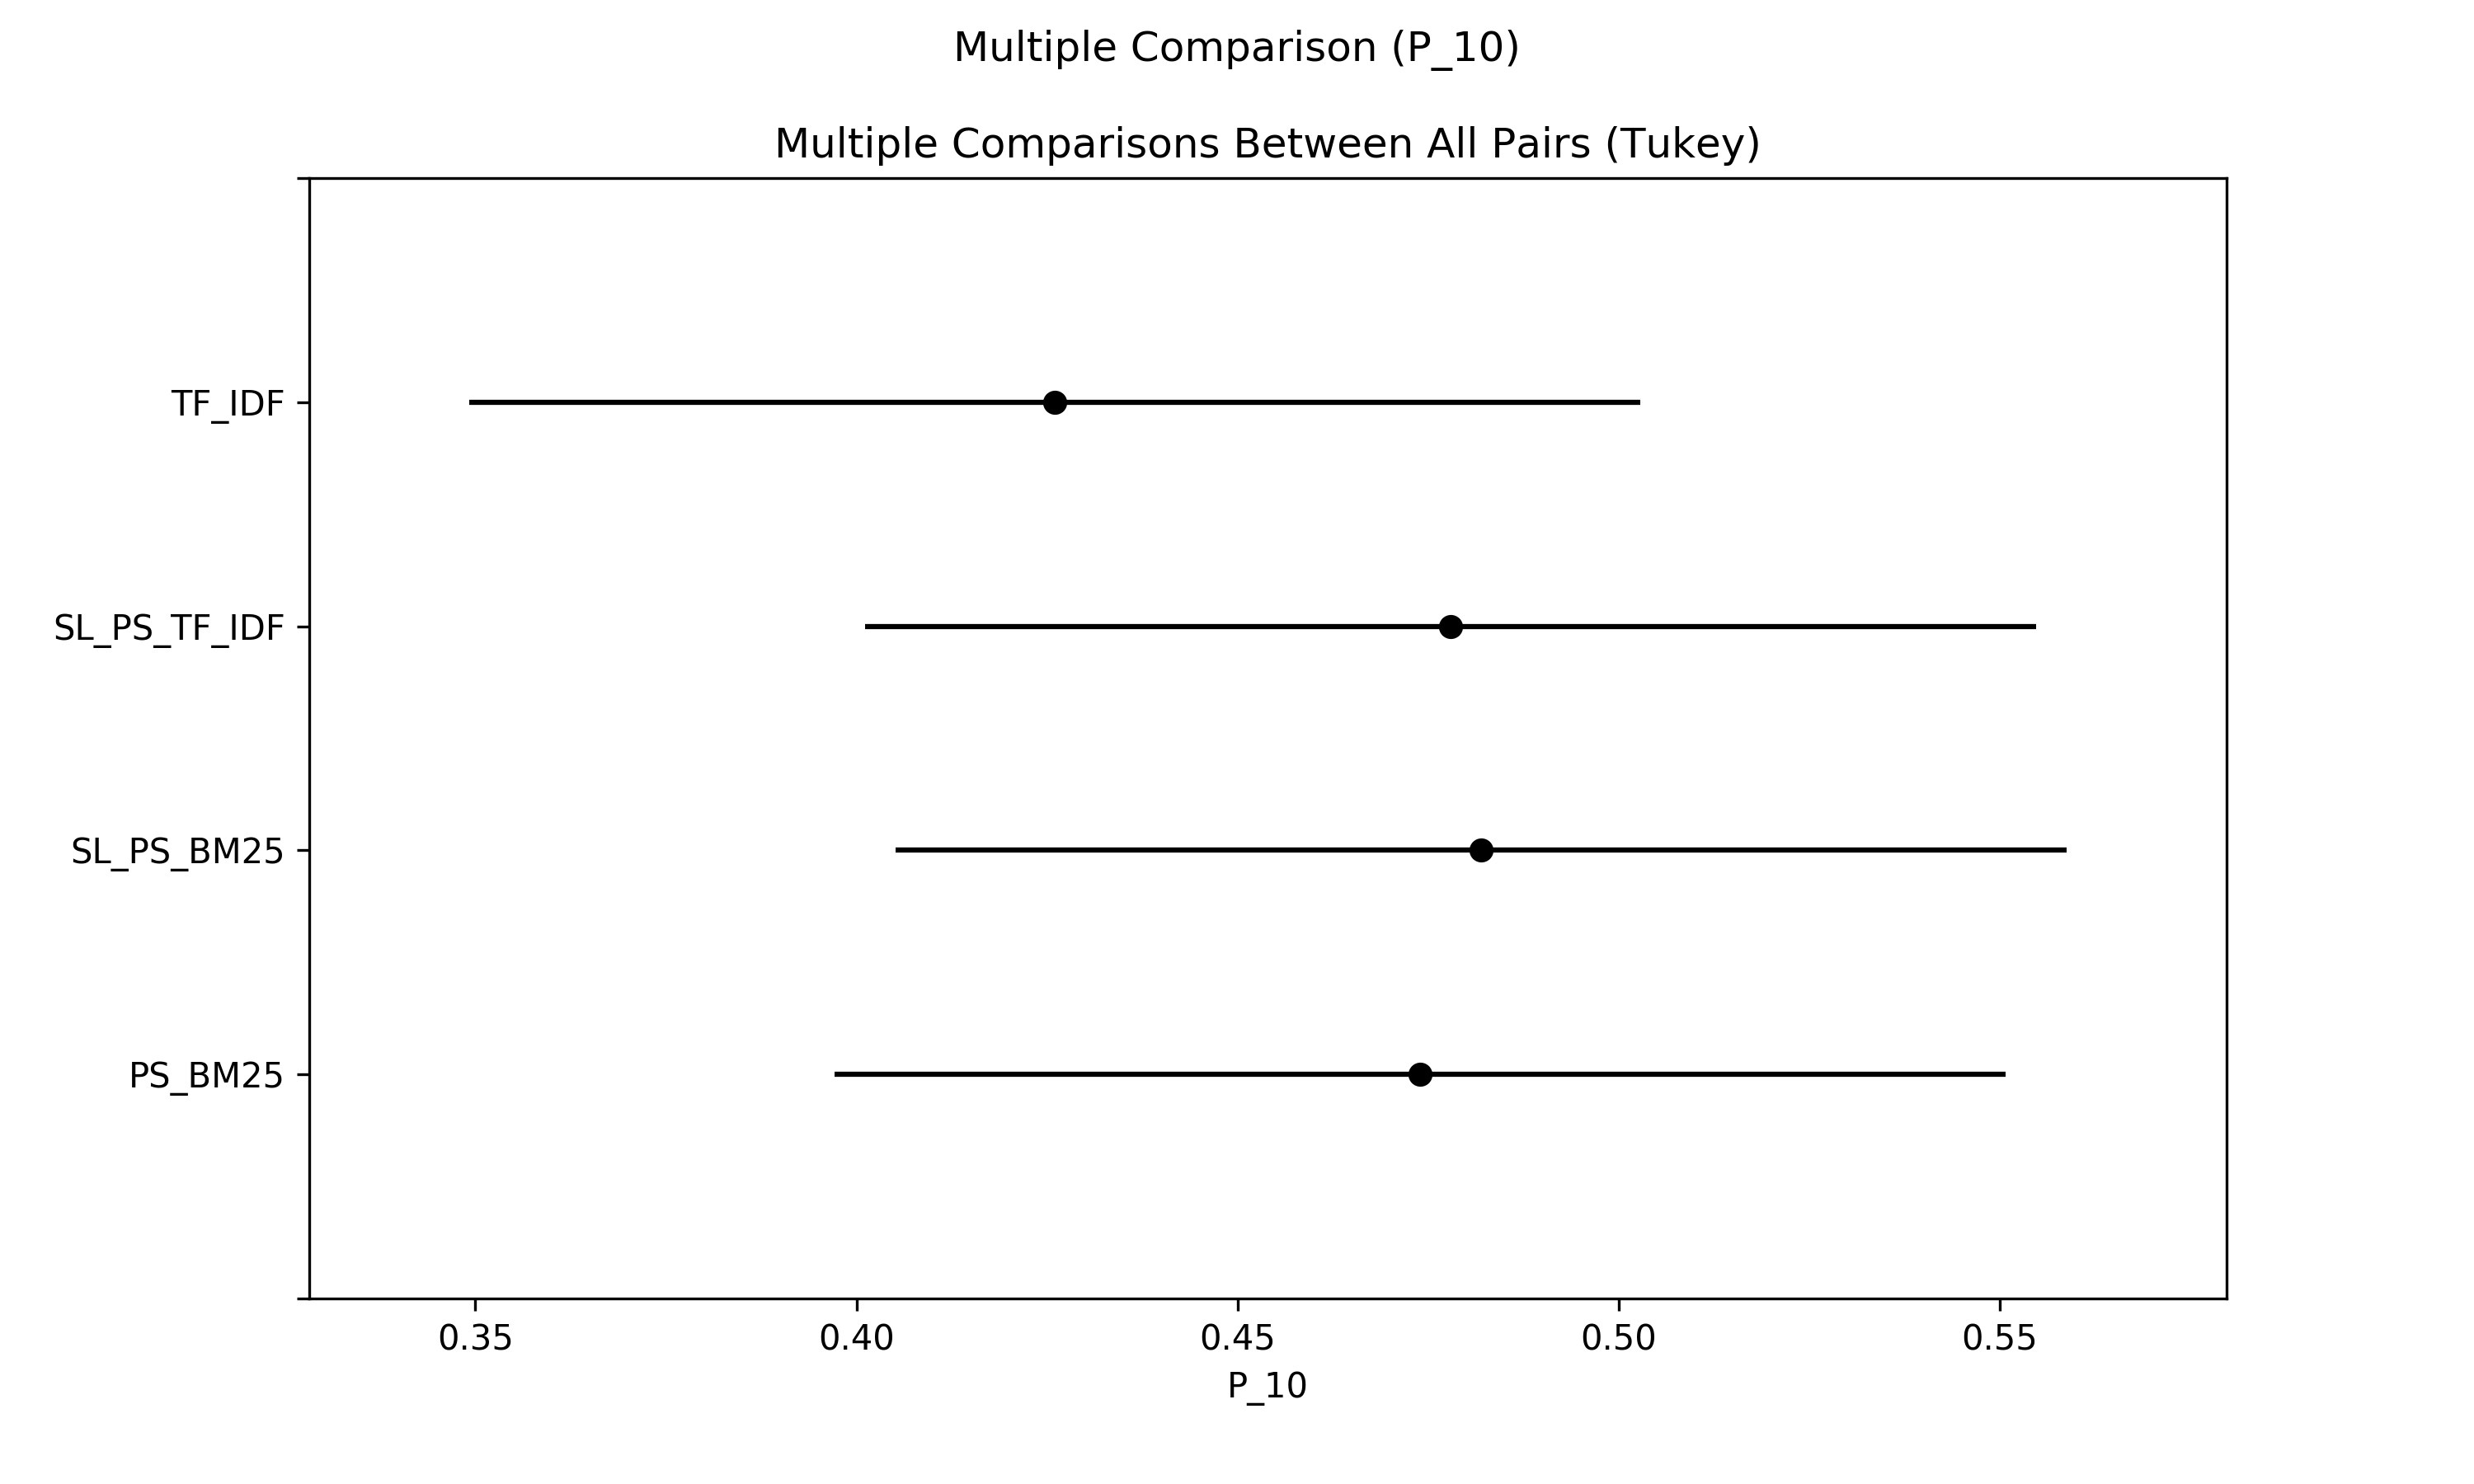 Multiple Comparison (P_10)
Multiple Comparisons Between All Pairs (Tukey)
TF_IDF
SL_PS_TF_IDF
SL_PS_BM25
PS_BM25
0.35 0.40 0.45 0.50 0.55
P_10